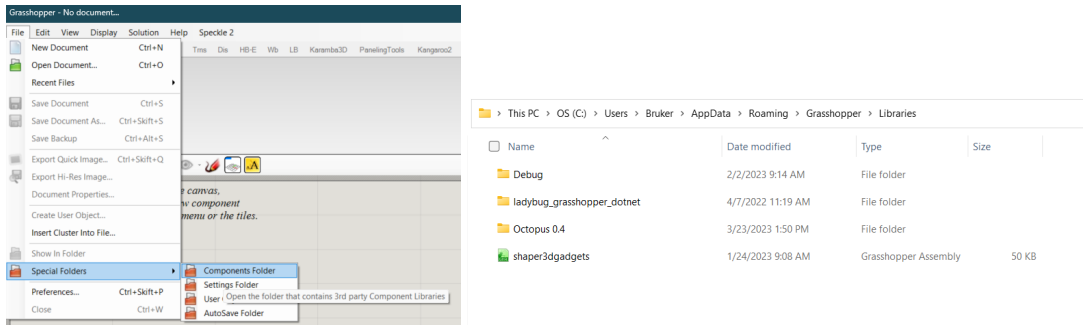 Grasshopper - No document...
File Edit View Display Solution Help Speckle 2
New Document Ctrl+N
Open Document... Ctrl+O
Recent Files
Save Document Ctrl+S
Save Document As... Ctrl+Skift+S
Save Backup Ctrl+Alt+S
Export Quick Image... Ctrl+Skift+Q
Export Hi-Res Image...
Document Properties...
Create User Object...
Insert Cluster Into File...
Show In Folder
Special Folders
Preferences... Ctrl+Skift+P
Close Ctrl+W
Trns Dis HB-E Wb LB Karamba3D PanelingTools Kangaroo2
e canvas,
w component
menu or the tiles.
Components Folder
Settings Folder
User
Open the folder that contains 3rd party Component Libraries
AutoSave Folder
This PC > OS (C:) > Users > Bruker > AppData > Roaming > Grasshopper > Libraries
Name Date modified Type Size
Debug 2/2/2023 9:14 AM File folder
ladybug_grasshopper_dotnet 4/7/2022 11:19 AM File folder
Octopus 0.4 3/23/2023 1:50 PM File folder
shaper3dgadgets 1/24/2023 9:08 AM Grasshopper Assembly 50 KB